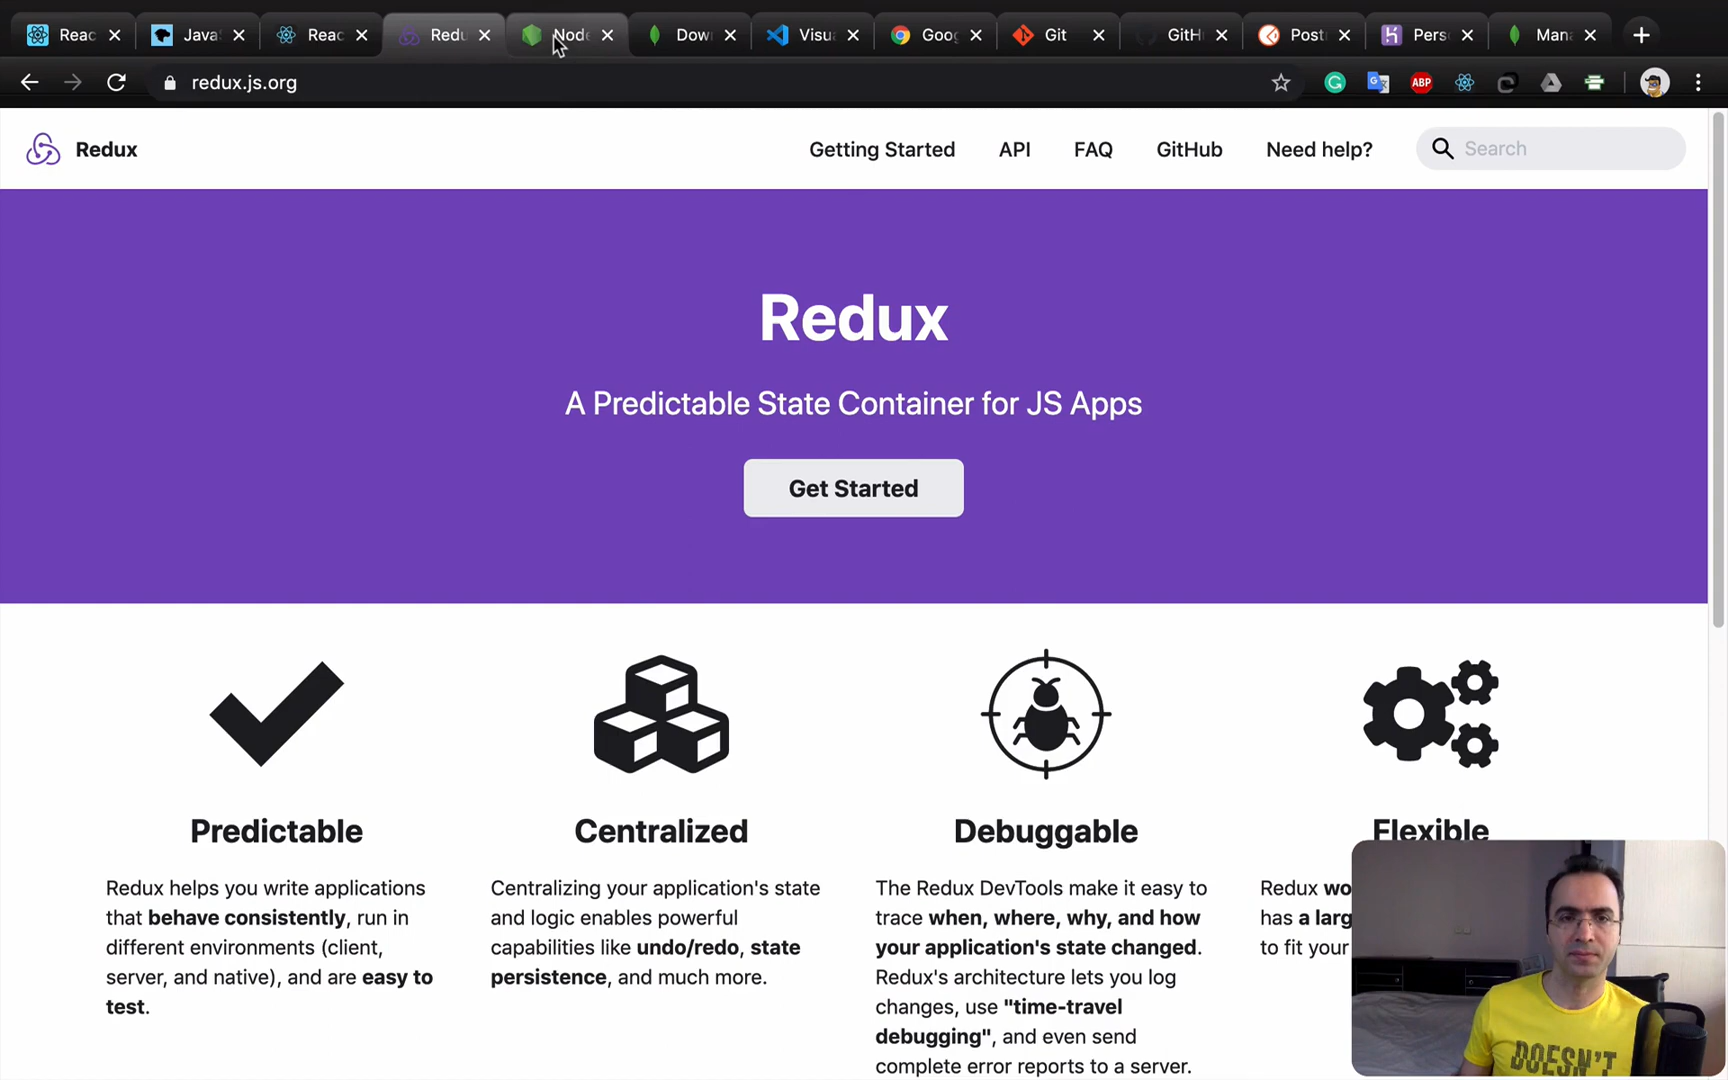 Reac
Java
Reac
Redu
Node
Dow
Visua
Goog
Git
GitH
Post
Pers
Mana
redux.js.org
ABP
Redux
Getting Started
API
FAQ
GitHub
Need help?
Search
Redux
A Predictable State Container for JS Apps
Get Started
Predictable
Redux helps you write applications
that behave consistently, run in
different environments (client,
server, and native), and are easy to
test.
Centralized
Centralizing your application's state
and logic enables powerful
capabilities like undo/redo, state
persistence, and much more.
Debuggable
The Redux DevTools make it easy to
trace when, where, why, and how
your application's state changed.
Redux's architecture lets you log
changes, use "time-travel
debugging", and even send
complete error reports to a server.
Flexible
Redux wo
has a larg
to fit your
DOESN'T